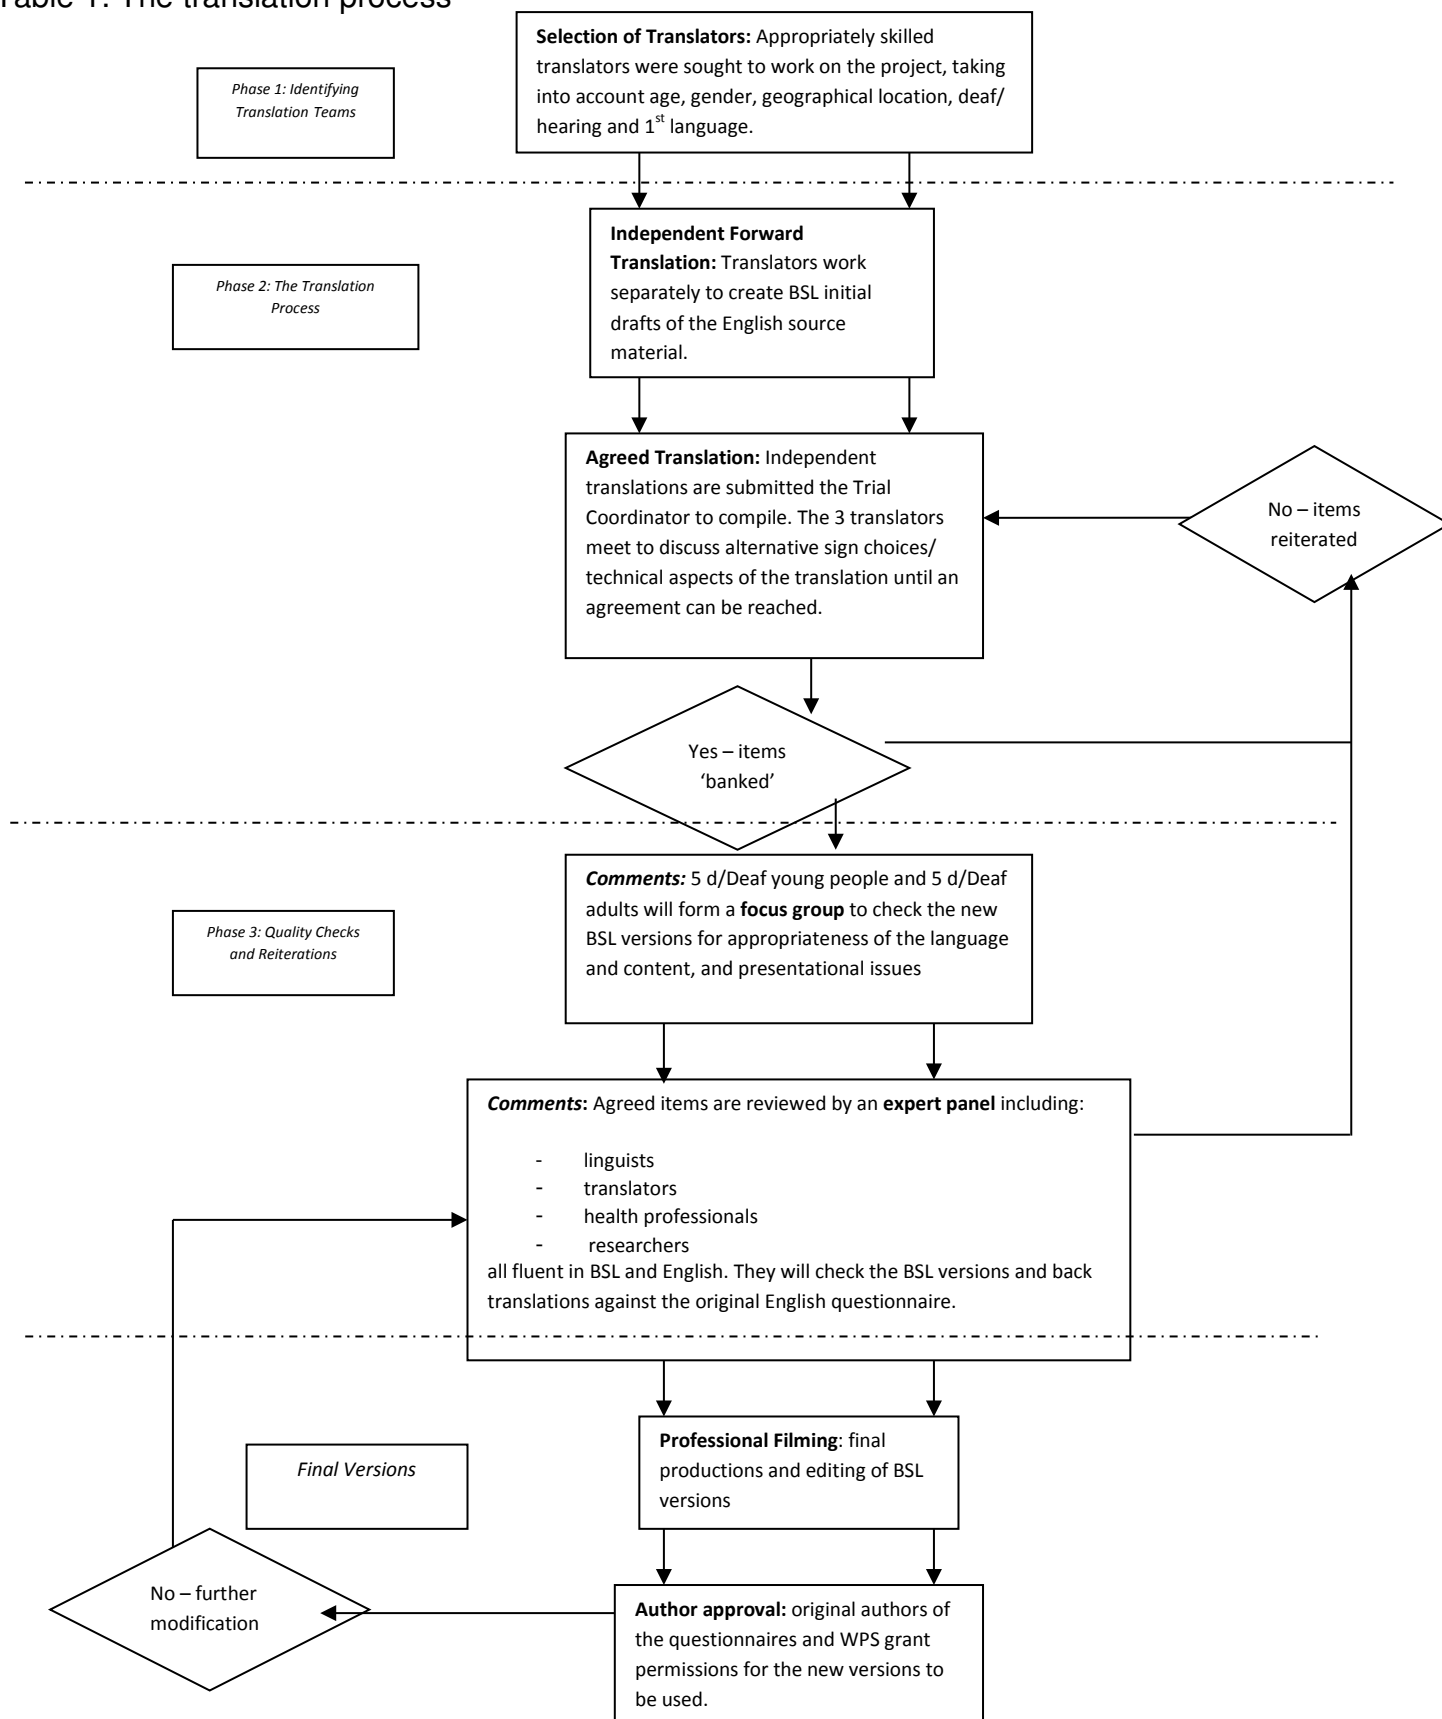 Table 1: The translation process
Selection of Translators: Appropriately skilled
translators were sought to work on the project, taking
into account age, gender, geographical location, deaf/
hearing and 1st language.
Phase 1: Identifying
Translation Teams
Independent Forward
Translation: Translators work
separately to create BSL initial
drafts of the English source
material.
Phase 2: The Translation
Process
Agreed Translation: Independent
translations are submitted the Trial
Coordinator to compile. The 3 translators
meet to discuss alternative sign choices/
technical aspects of the translation until an
agreement can be reached.
No – items
reiterated
Yes – items
‘banked’
Comments: 5 d/Deaf young people and 5 d/Deaf
adults will form a focus group to check the new
BSL versions for appropriateness of the language
and content, and presentational issues
Phase 3: Quality Checks
and Reiterations
Comments: Agreed items are reviewed by an expert panel including:
- linguists
- translators
- health professionals
- researchers
all fluent in BSL and English. They will check the BSL versions and back
translations against the original English questionnaire.
Professional Filming: final
productions and editing of BSL
versions
Final Versions
No – further
modification
Author approval: original authors of
the questionnaires and WPS grant
permissions for the new versions to
be used.